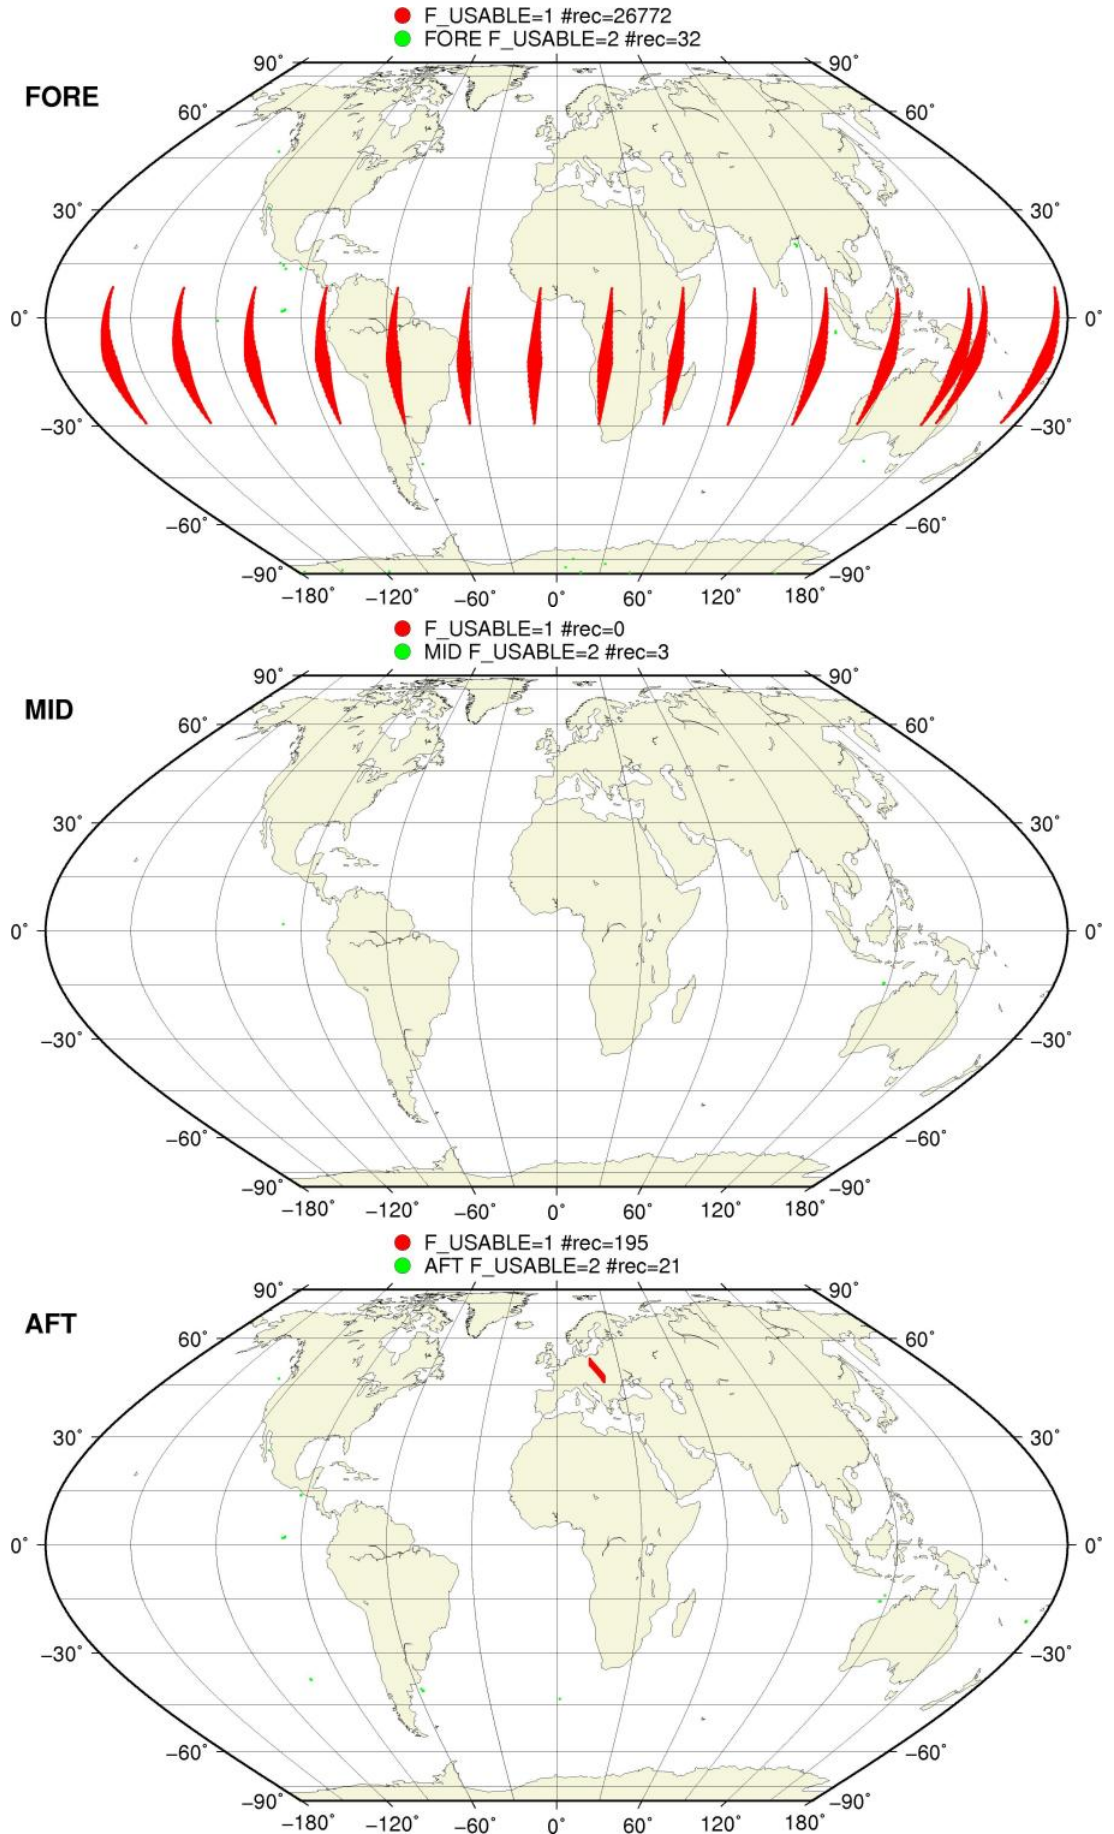 F_USABLE=1 #rec=26772
FORE F_USABLE=2 #rec=32
FORE
90° 90°
60° 60°
30° 30°
0° 0°
−30° −30°
−60° −60°
−90° −90°
−180° −120° −60° 0° 60° 120° 180°
F_USABLE=1 #rec=0
MID F_USABLE=2 #rec=3
MID
90° 90°
60° 60°
30° 30°
0° 0°
−30° −30°
−60° −60°
−90° −90°
−180° −120° −60° 0° 60° 120° 180°
F_USABLE=1 #rec=195
AFT F_USABLE=2 #rec=21
AFT
90° 90°
60° 60°
30° 30°
0° 0°
−30° −30°
−60° −60°
−90° −90°
−180° −120° −60° 0° 60° 120° 180°